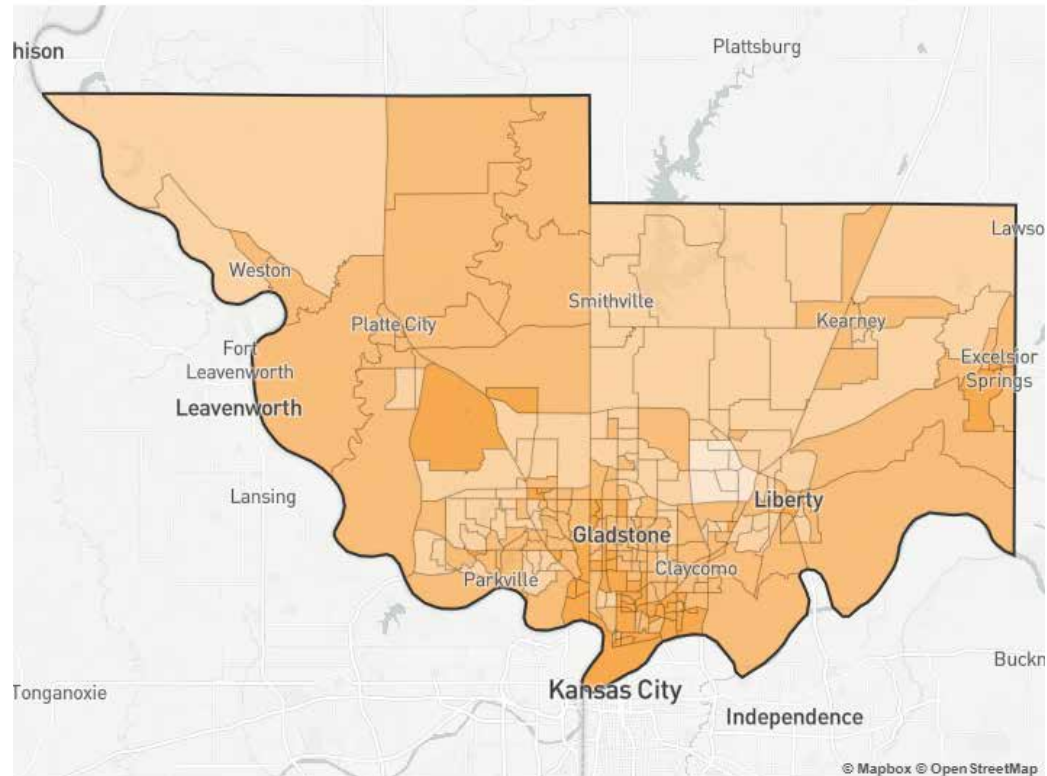 hison
Plattsburg
Lawso
Weston
Smithville
Platte City
Kearney
Fort
Leavenworth
Excelsior
Springs
Leavenworth
Lansing
Liberty
Gladstone
Claycomo
Parkville
Buckn
Tonganoxie
Kansas City
Independence
© Mapbox © OpenStreetMap